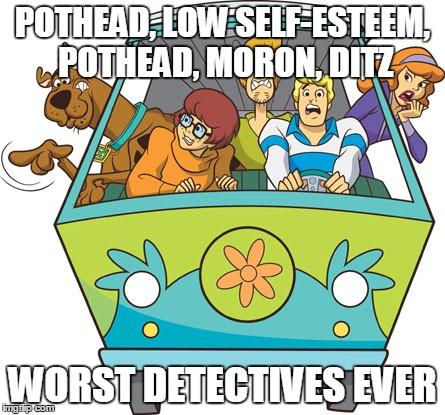 POTHEAD, LOW SELF-ESTEEM,
POTHEAD, MORON, DITZ
WORST DETECTIVES EVER
imgflip.com